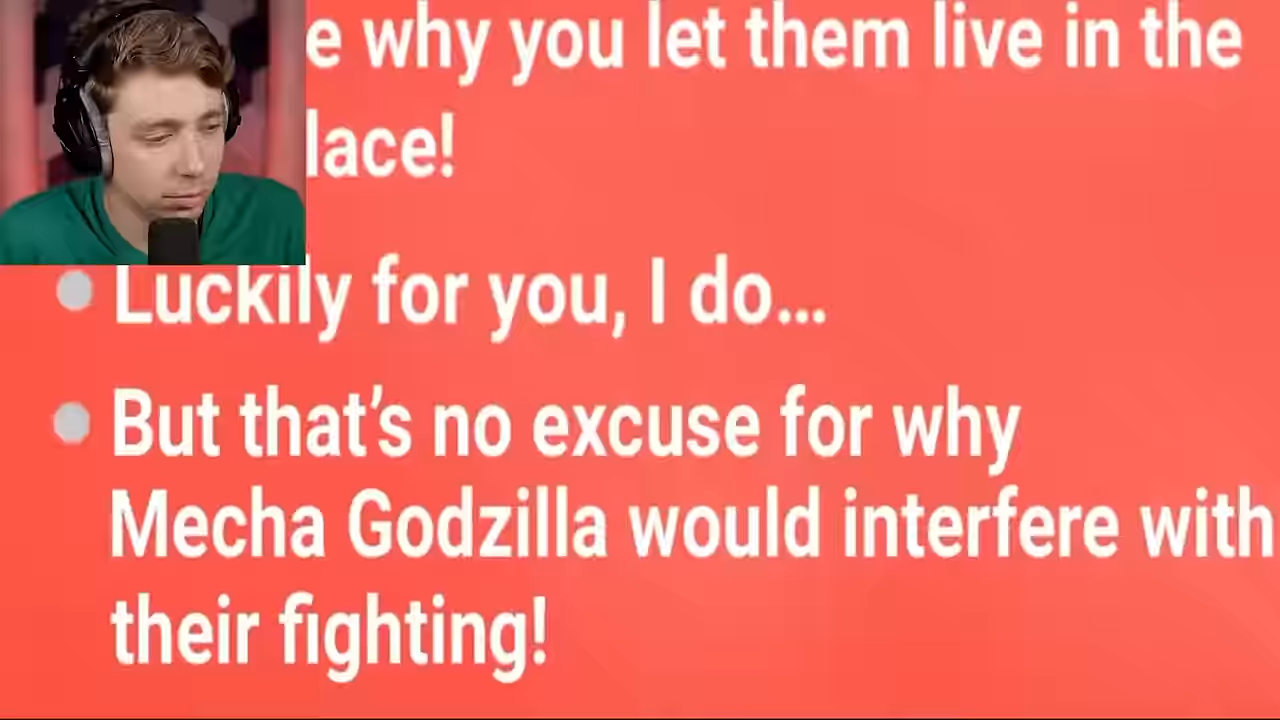 e why you let them live in the
lace!
Luckily for you, I do...
But that’s no excuse for why
Mecha Godzilla would interfere with
their fighting!